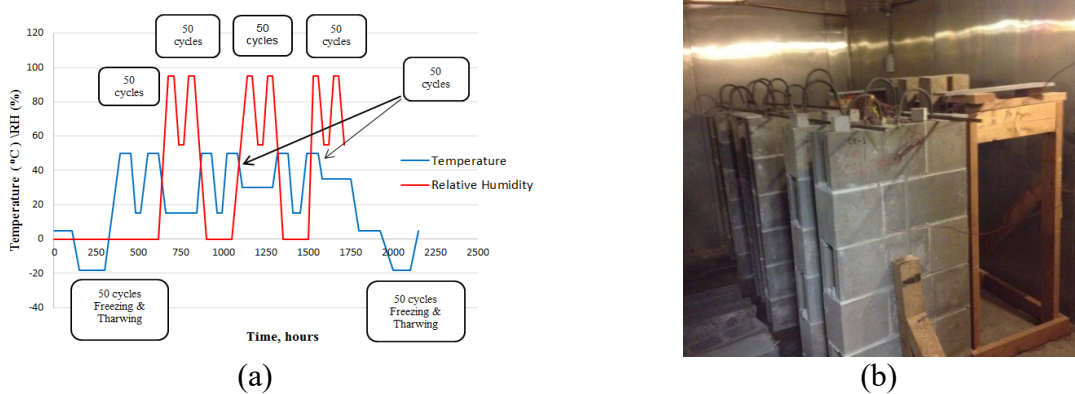 50
cycles
50
cycles
50
cycles
50
cycles
50
cycles
Temperature (°C) \RH (%)
120
100
80
60
40
20
0
-20
-40
Temperature
Relative Humidity
0 250 500 750 1000 1250 1500 1750 2000 2250 2500
50 cycles
Freezing &
Tharwing
50 cycles
Freezing &
Tharwing
Time, hours
(a)
(b)